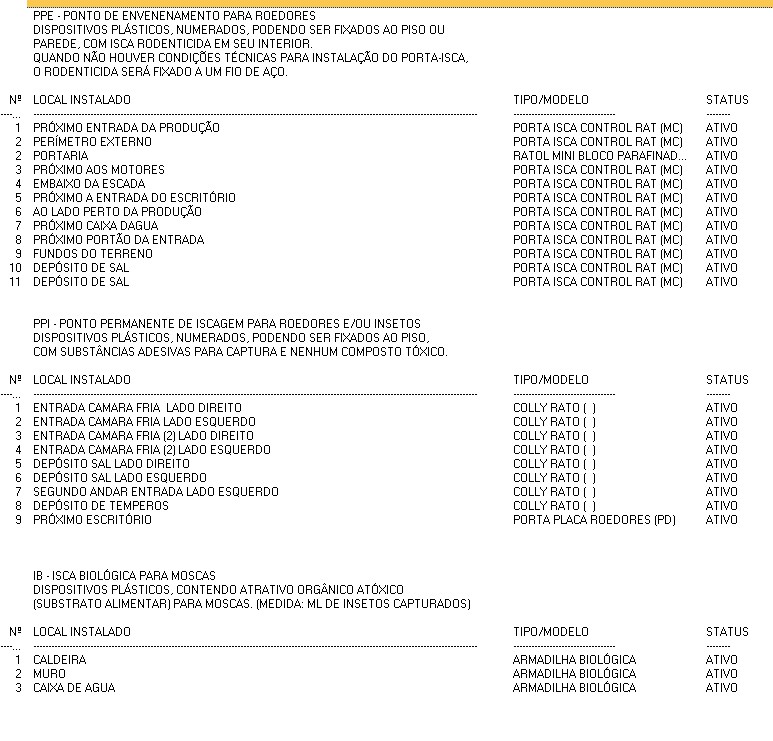 PPE - PONTO DE ENVENENAMENTO PARA ROEDORES
DISPOSITIVOS PLÁSTICOS, NUMERADOS, PODENDO SER FIXADOS AO PISO OU
PAREDE, COM ISCA RODENTICIDA EM SEU INTERIOR.
QUANDO NÃO HOUVER CONDIÇÕES TÉCNICAS PARA INSTALAÇÃO DO PORTA-ISCA,
O RODENTICIDA SERÁ FIXADO A UM FIO DE AÇO.
Nº LOCAL INSTALADO TIPO/MODELO STATUS
1 PRÓXIMO ENTRADA DA PRODUÇÃO PORTA ISCA CONTROL RAT (MC) ATIVO
2 PERÍMETRO EXTERNO PORTA ISCA CONTROL RAT (MC) ATIVO
2 PORTARIA RATOL MINI BLOCO PARAFINAD... ATIVO
3 PRÓXIMO AOS MOTORES PORTA ISCA CONTROL RAT (MC) ATIVO
4 EMBAIXO DA ESCADA PORTA ISCA CONTROL RAT (MC) ATIVO
5 PRÓXIMO A ENTRADA DO ESCRITÓRIO PORTA ISCA CONTROL RAT (MC) ATIVO
6 AO LADO PERTO DA PRODUÇÃO PORTA ISCA CONTROL RAT (MC) ATIVO
7 PRÓXIMO CAIXA DAGUA PORTA ISCA CONTROL RAT (MC) ATIVO
8 PRÓXIMO PORTÃO DA ENTRADA PORTA ISCA CONTROL RAT (MC) ATIVO
9 FUNDOS DO TERRENO PORTA ISCA CONTROL RAT (MC) ATIVO
10 DEPÓSITO DE SAL PORTA ISCA CONTROL RAT (MC) ATIVO
11 DEPÓSITO DE SAL PORTA ISCA CONTROL RAT (MC) ATIVO
PPI - PONTO PERMANENTE DE ISCAGEM PARA ROEDORES E/OU INSETOS
DISPOSITIVOS PLÁSTICOS, NUMERADOS, PODENDO SER FIXADOS AO PISO,
COM SUBSTÂNCIAS ADESIVAS PARA CAPTURA E NENHUM COMPOSTO TÓXICO.
Nº LOCAL INSTALADO TIPO/MODELO STATUS
1 ENTRADA CAMARA FRIA LADO DIREITO COLLY RATO ( ) ATIVO
2 ENTRADA CAMARA FRIA LADO ESQUERDO COLLY RATO ( ) ATIVO
3 ENTRADA CAMARA FRIA (2) LADO DIREITO COLLY RATO ( ) ATIVO
4 ENTRADA CAMARA FRIA (2) LADO ESQUERDO COLLY RATO ( ) ATIVO
5 DEPÓSITO SAL LADO DIREITO COLLY RATO ( ) ATIVO
6 DEPÓSITO SAL LADO ESQUERDO COLLY RATO ( ) ATIVO
7 SEGUNDO ANDAR ENTRADA LADO ESQUERDO COLLY RATO ( ) ATIVO
8 DEPÓSITO DE TEMPEROS COLLY RATO ( ) ATIVO
9 PRÓXIMO ESCRITÓRIO PORTA PLACA ROEDORES (PD) ATIVO
IB - ISCA BIOLÓGICA PARA MOSCAS
DISPOSITIVOS PLÁSTICOS, CONTENDO ATRATIVO ORGÂNICO ATÓXICO
(SUBSTRATO ALIMENTAR) PARA MOSCAS. (MEDIDA: ML DE INSETOS CAPTURADOS)
Nº LOCAL INSTALADO TIPO/MODELO STATUS
1 CALDEIRA ARMADILHA BIOLÓGICA ATIVO
2 MURO ARMADILHA BIOLÓGICA ATIVO
3 CAIXA DE AGUA ARMADILHA BIOLÓGICA ATIVO